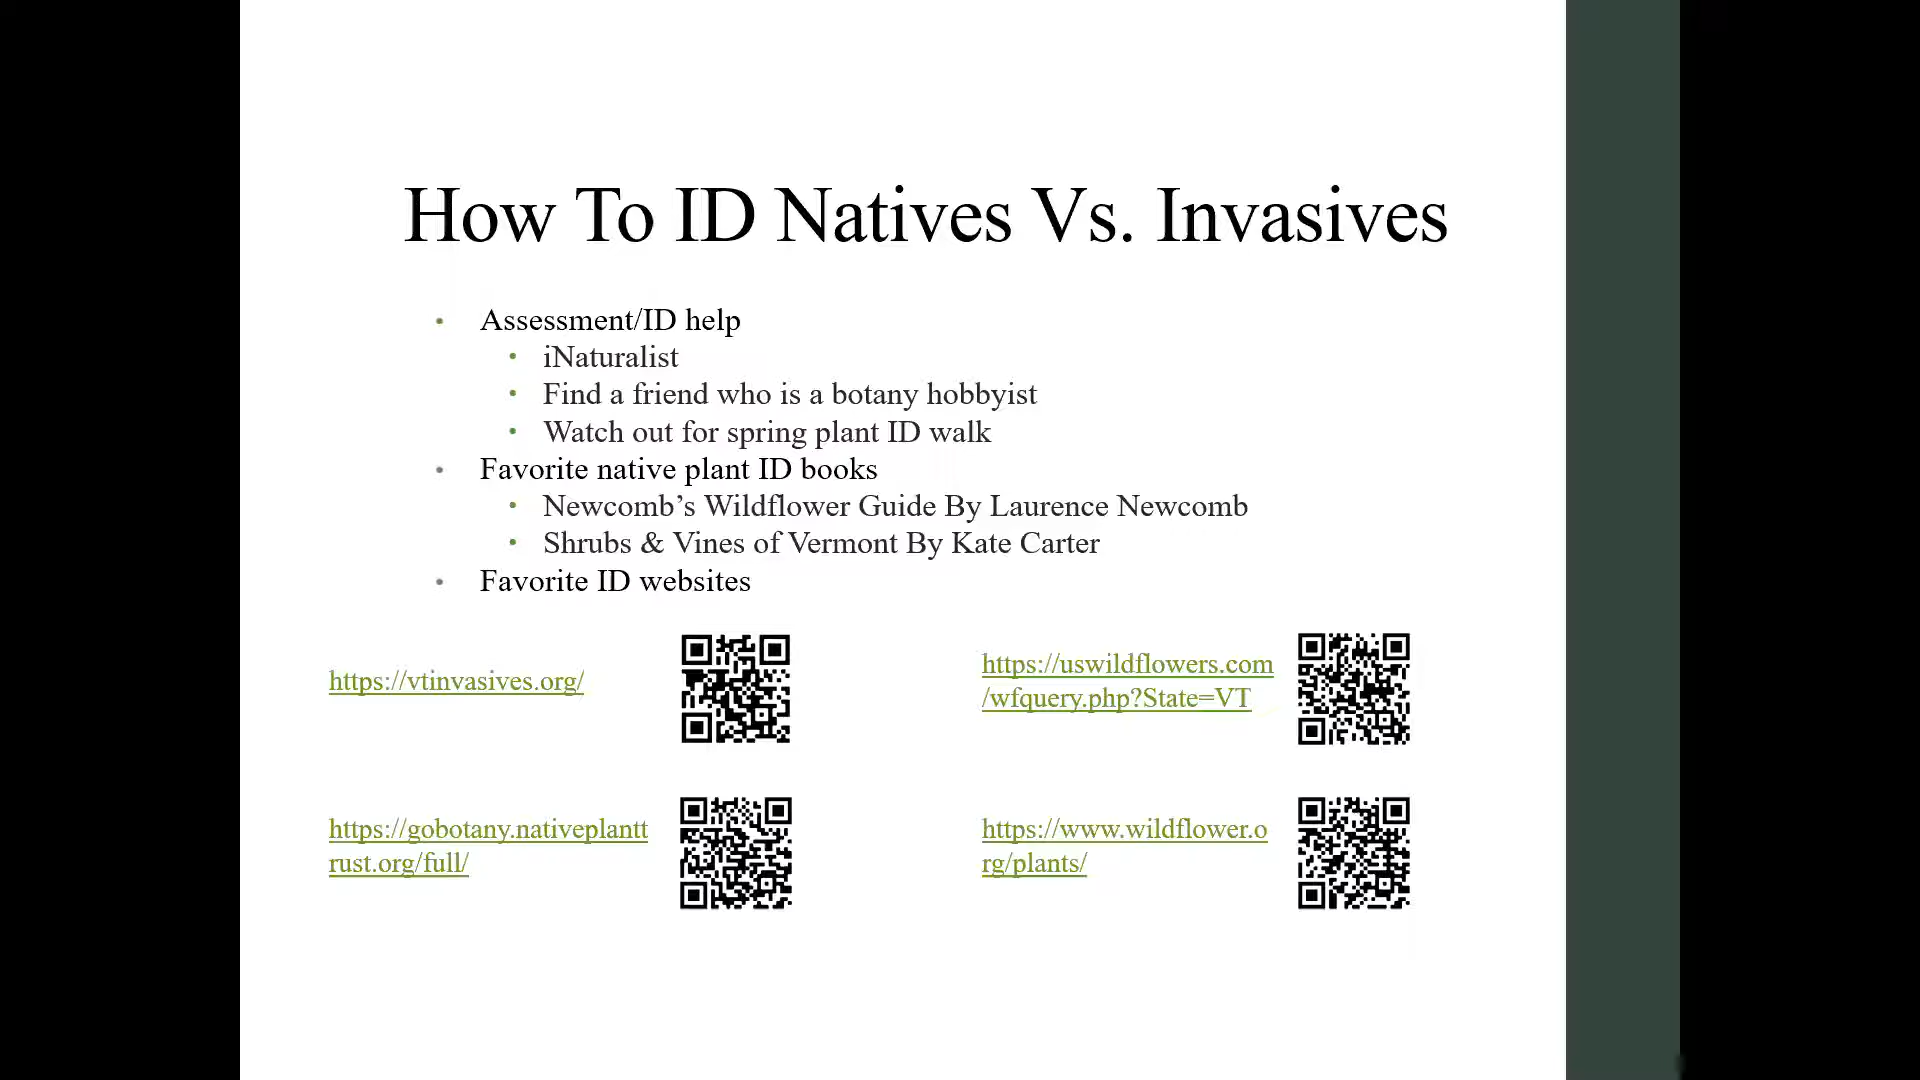 How To ID Natives Vs. Invasives
• Assessment/ID help
• iNaturalist
• Find a friend who is a botany hobbyist
• Watch out for spring plant ID walk
• Favorite native plant ID books
• Newcomb’s Wildflower Guide By Laurence Newcomb
• Shrubs & Vines of Vermont By Kate Carter
• Favorite ID websites
https://vtinvasives.org/
https://uswildflowers.com
/wfquery.php?State=VT
https://gobotany.nativeplantt
rust.org/full/
https://www.wildflower.o
rg/plants/